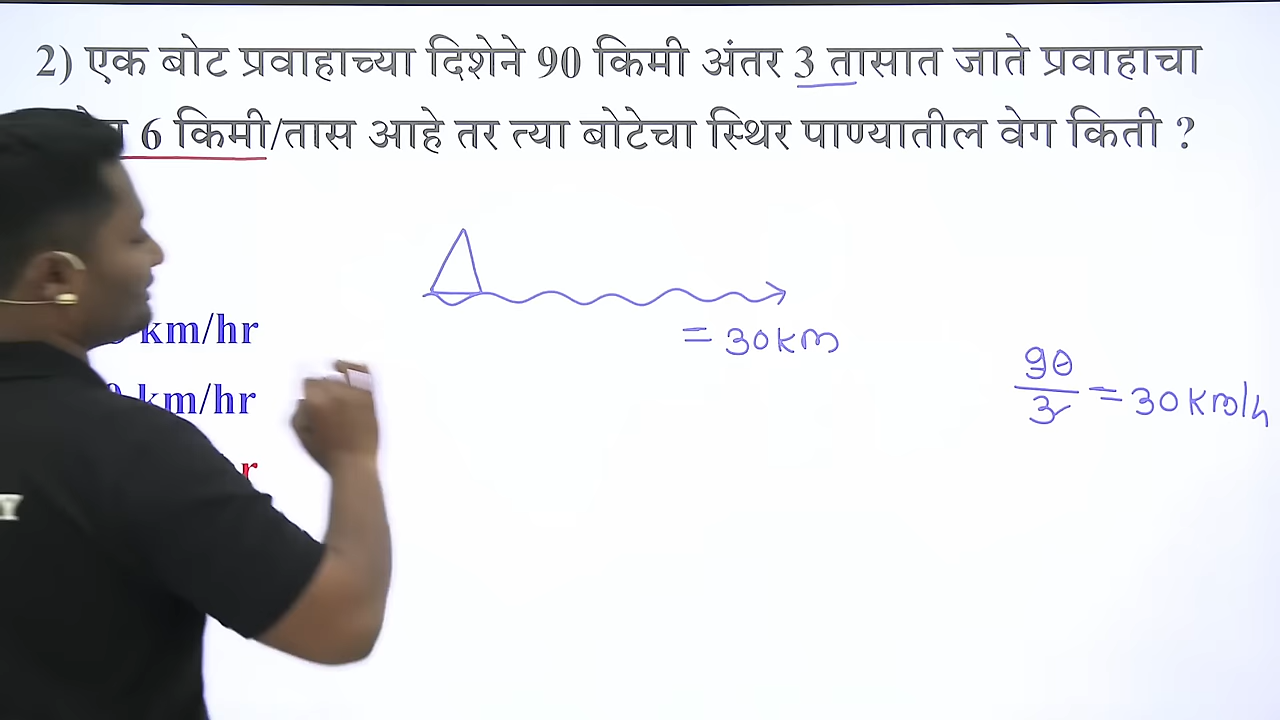 2) एक बोट प्रवाहाच्या दिशेने 90 किमी अंतर 3 तासात जाते प्रवाहाचा
6 किमी/तास आहे तर त्या बोटेचा स्थिर पाण्यातील वेग किती ?
km/hr
= 30 km
90/3 = 30 km/h
km/hr